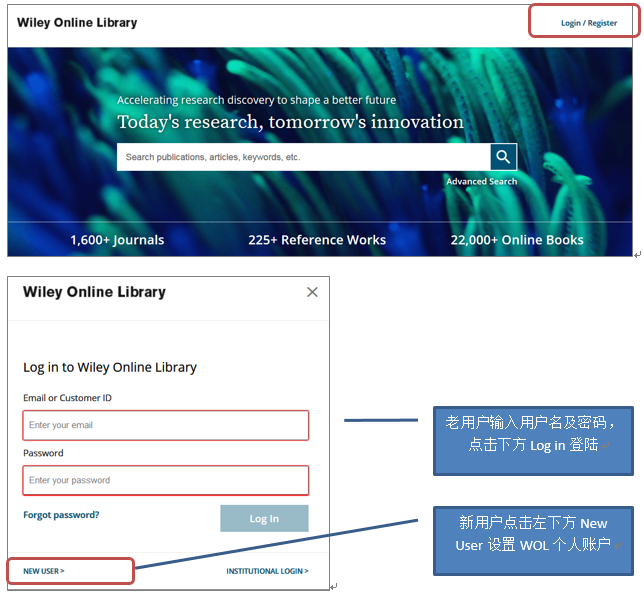 Wiley Online Library
Login / Register
Accelerating research discovery to shape a better future
Today's research, tomorrow's innovation
Search publications, articles, keywords, etc.
Advanced Search
1,600+ Journals
225+ Reference Works
22,000+ Online Books
Wiley Online Library
Log in to Wiley Online Library
Email or Customer ID
Enter your email
Password
Enter your password
Forgot password?
Log In
NEW USER >
INSTITUTIONAL LOGIN >
老用户输入用户名及密码，
点击下方 Log in 登陆
新用户点击左下方 New
User 设置 WOL 个人账户